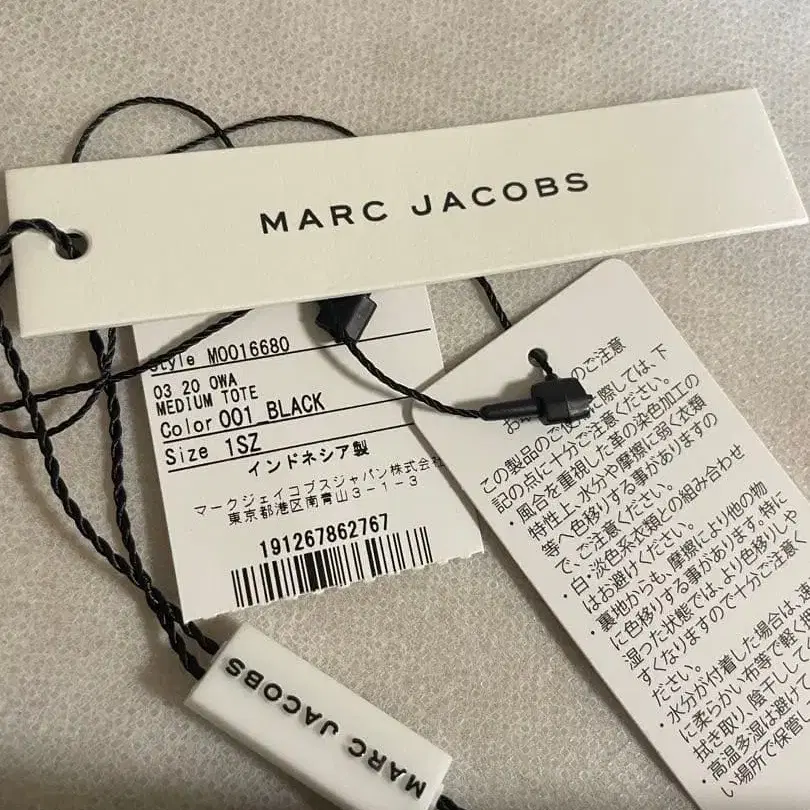 MARC JACOBS
Style M0016680
03 20 OWA
MEDIUM TOTE
Color 001_BLACK
Size 1SZ
インドネシア製
マークジェイコブスジャパン株式会
東京都港区南青山3-1-3
191267862767
のご注意
この製品のご使 に際しては、下
記の点に十分ご注意ください。
・風合を重視した革の染色加工の
特性上、水分や摩擦に弱く衣類
等へ色移りする事がありますの
で、ご注意ください。
・白・淡色系衣類との組み合わせ
はお避けください。
・裏地からも、摩擦により他の物
に色移りする事があります。特に
湿った状態では、より色移りしや
すくなりますので十分ご注意く
ださい。
・水分が付着した場合は、速
に柔らかい布等で軽く押
拭き取り、陰干しして
・高温多湿は避けて
い場所で保管し
MARC JACOBS